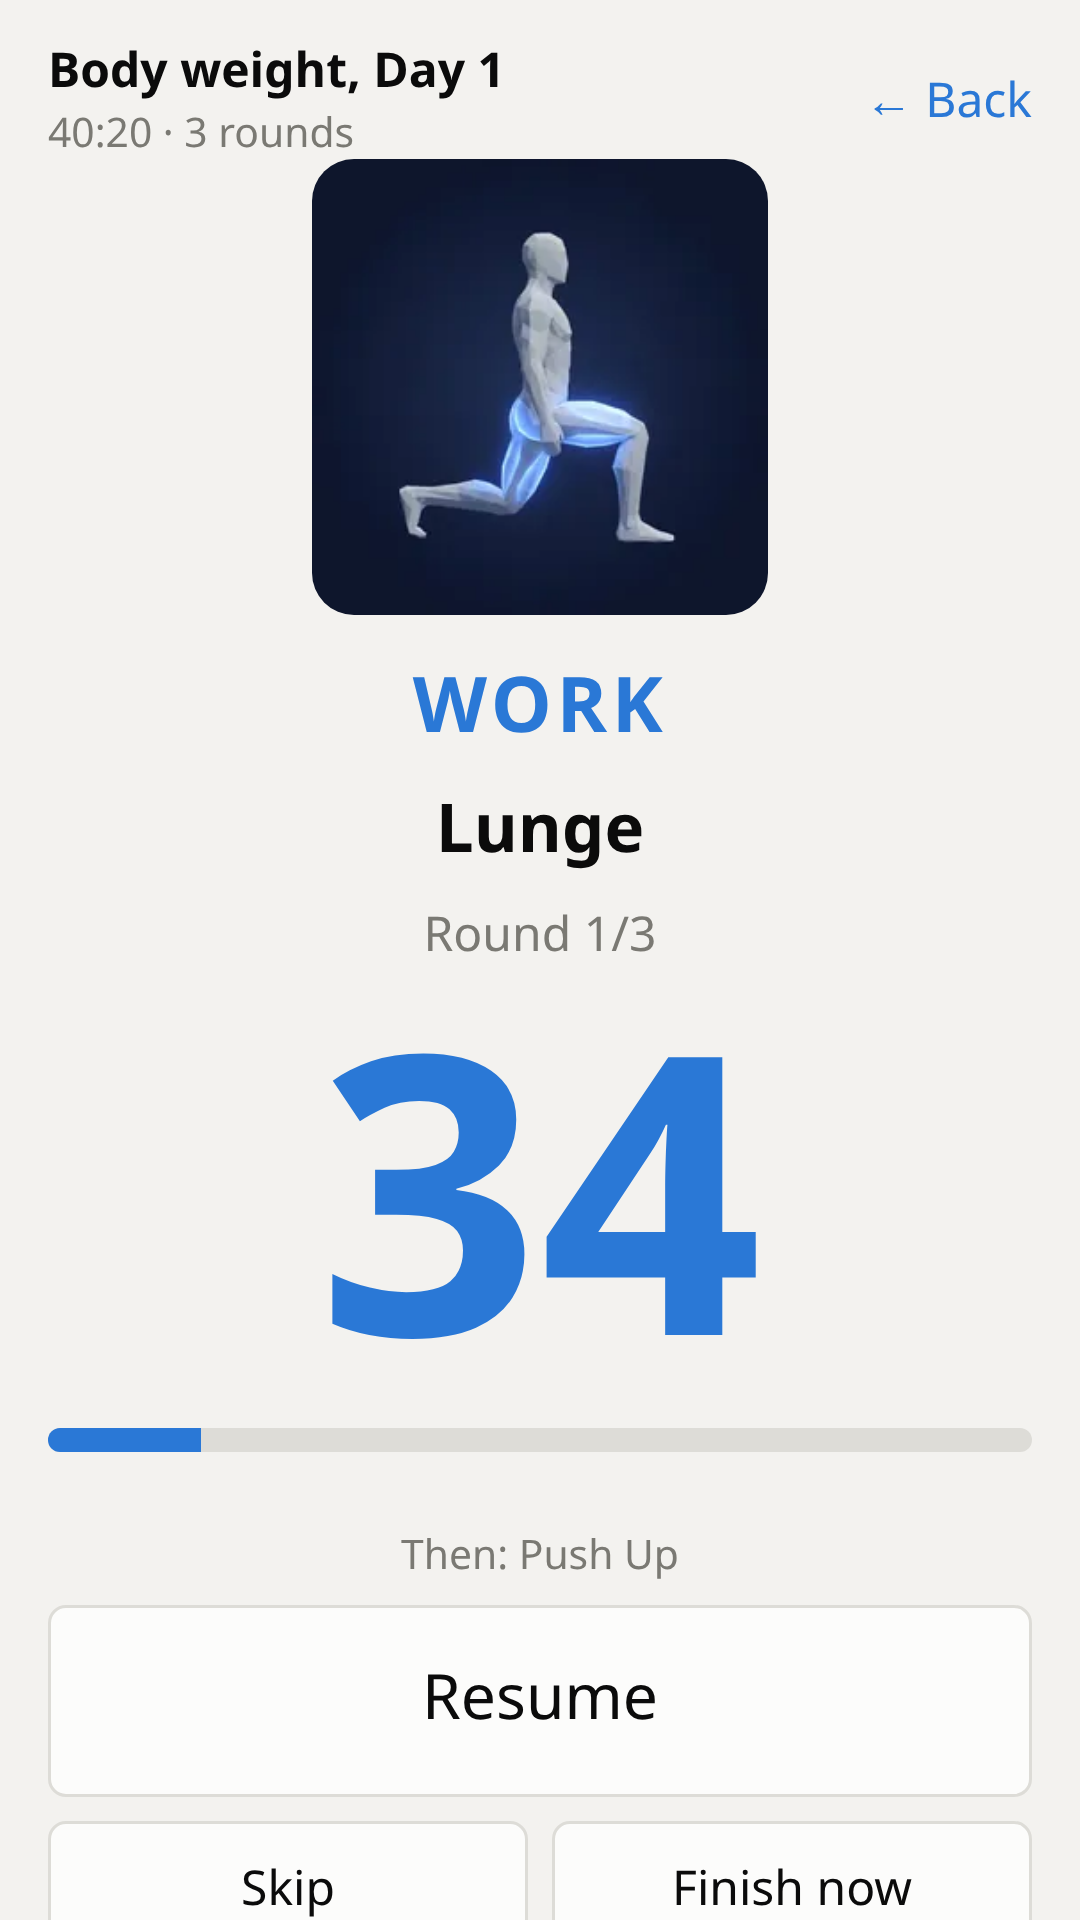 Body weight, Day 1
← Back
40:20 · 3 rounds
WORK
Lunge
Round 1/3
34
Then: Push Up
Resume
Skip
Finish now